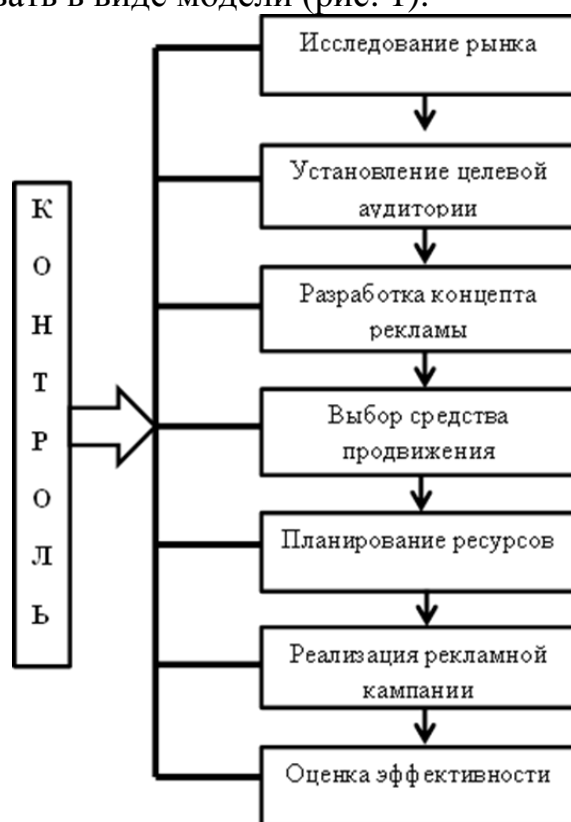 вать в виде модели (рис. 1).
Исследование рынка
Установление целевой
аудитории
Разработка концепта
рекламы
Выбор средства
продвижения
Планирование ресурсов
Реализация рекламной
кампании
Оценка эффективности
К
О
Н
Т
Р
О
Л
Ь